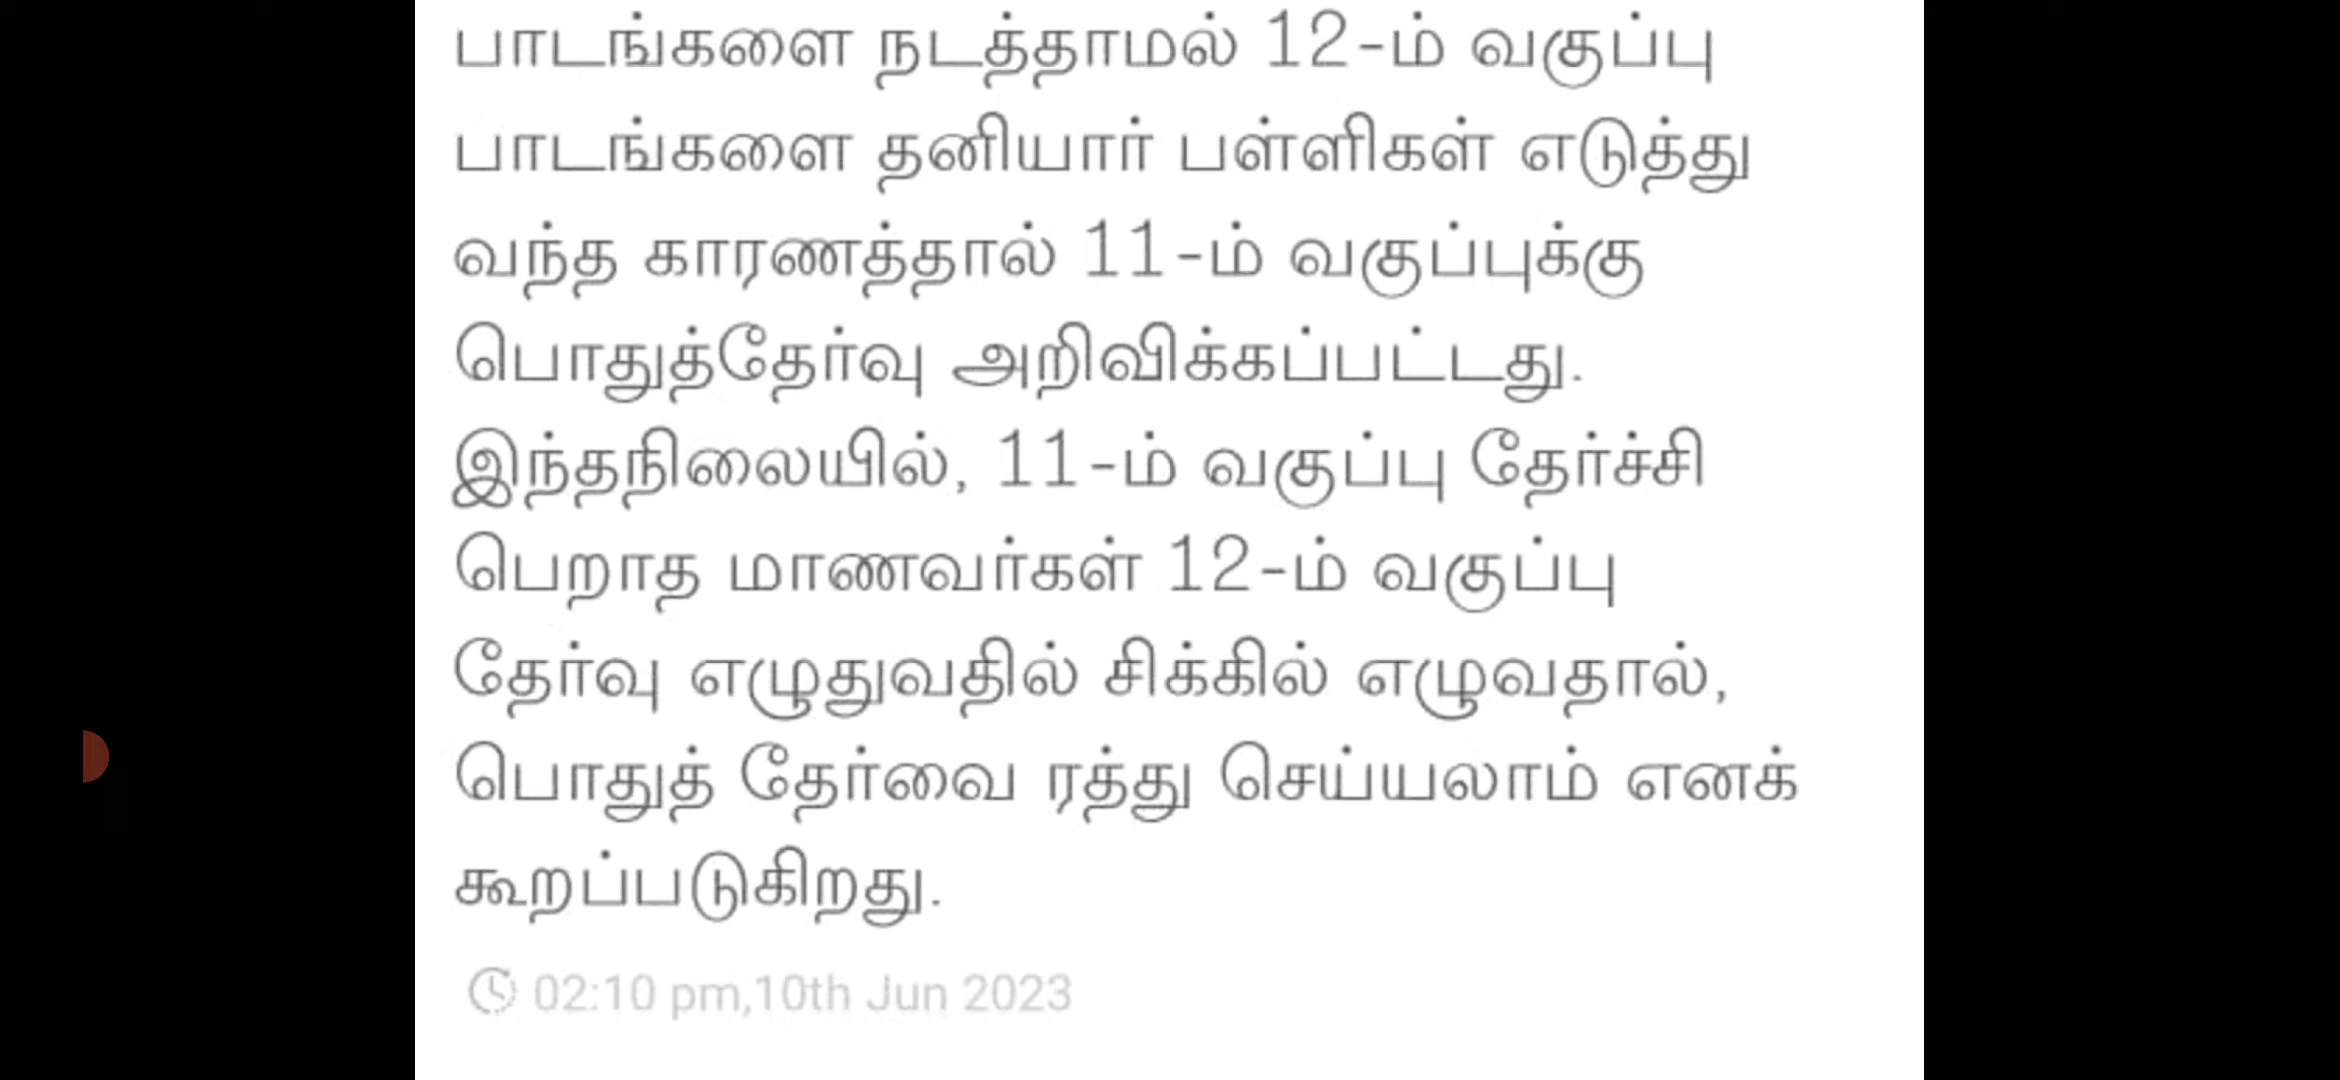 பாடங்களை நடத்தாமல் 12-ம் வகுப்பு
பாடங்களை தனியார் பள்ளிகள் எடுத்து
வந்த காரணத்தால் 11-ம் வகுப்புக்கு
பொதுத்தேர்வு அறிவிக்கப்பட்டது.
இந்தநிலையில், 11-ம் வகுப்பு தேர்ச்சி
பெறாத மாணவர்கள் 12-ம் வகுப்பு
தேர்வு எழுதுவதில் சிக்கில் எழுவதால்,
பொதுத் தேர்வை ரத்து செய்யலாம் எனக்
கூறப்படுகிறது.
02:10 pm,10th Jun 2023